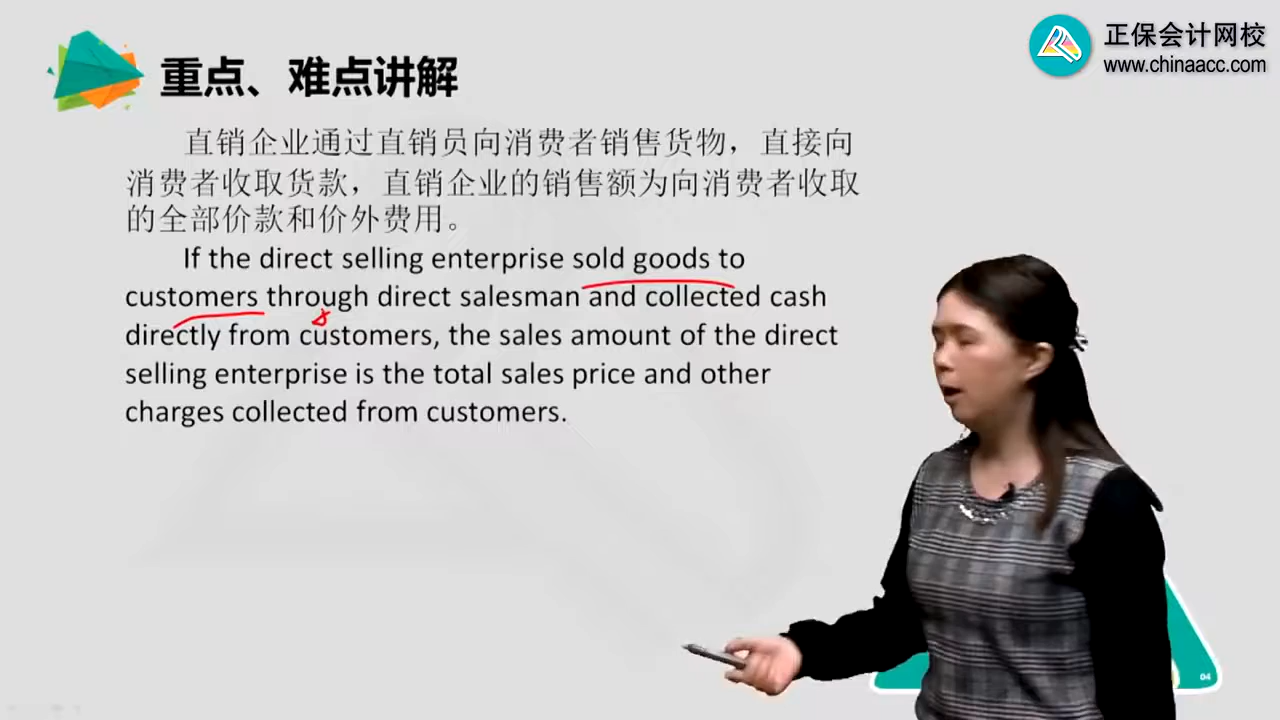 正保会计网校
www.chinaacc.com
重点、难点讲解
直销企业通过直销员向消费者销售货物，直接向
消费者收取货款，直销企业的销售额为向消费者收取
的全部价款和价外费用。
If the direct selling enterprise sold goods to
customers through direct salesman and collected cash
directly from customers, the sales amount of the direct
selling enterprise is the total sales price and other
charges collected from customers.
04